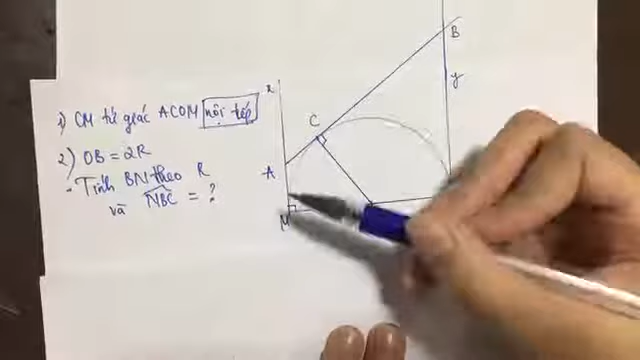 1) CM tứ giác ACOM nội tiếp
2) OB = 2R
- Tính BN theo R
và NBC = ?
x
A
M
C
B
y